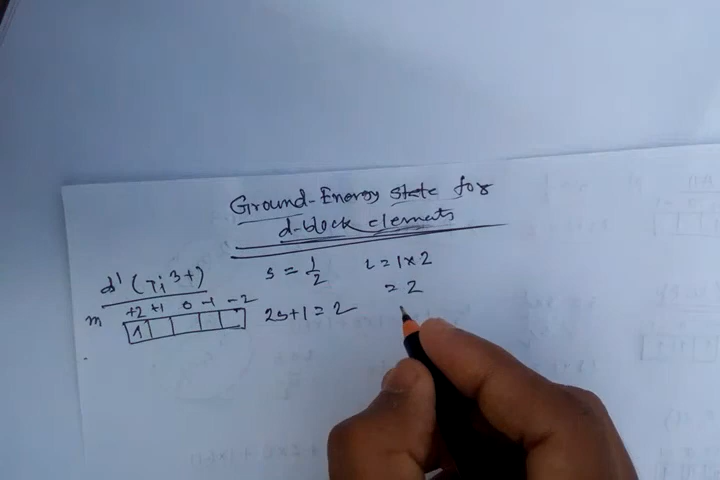 Ground-Energy State for
d-block elements
d¹ (Ti³⁺) s = 1/2 L = 1×2
= 2
m +2 +1 0 -1 -2
1 2s+1 = 2